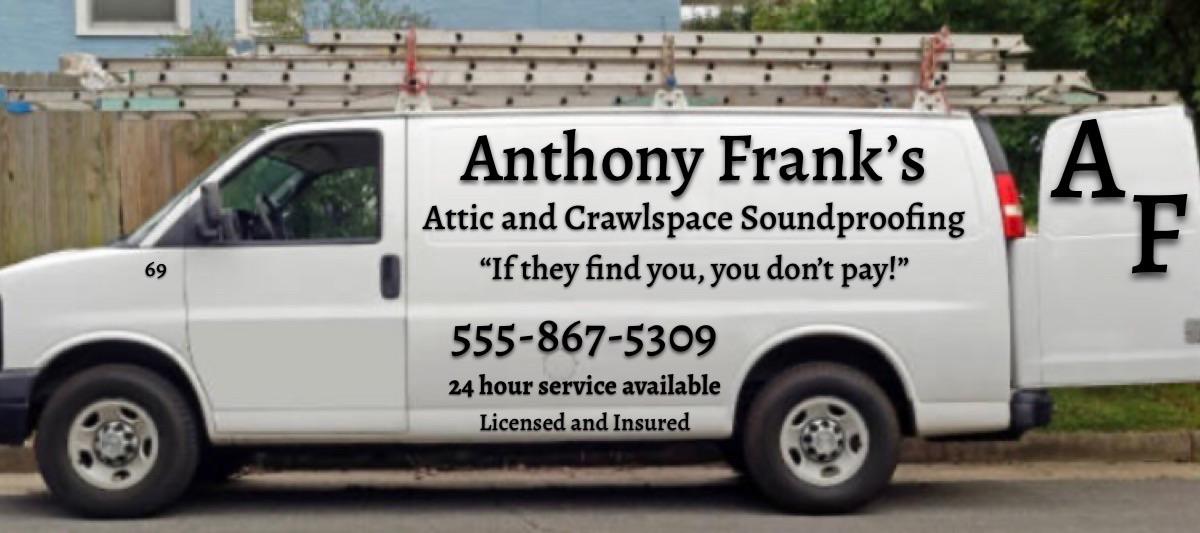 Anthony Frank’s
Attic and Crawlspace Soundproofing
“If they find you, you don’t pay!”
555-867-5309
24 hour service available
Licensed and Insured
69
A
F